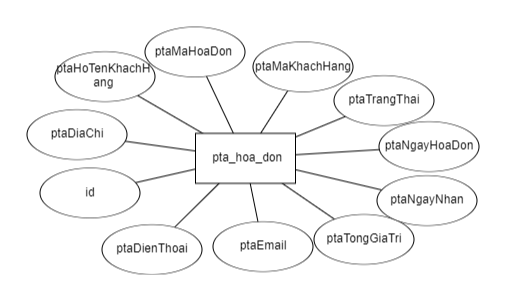 ptaMaHoaDon
ptaHoTenKhachH
ang
ptaMaKhachHang
ptaTrangThai
ptaDiaChi
ptaNgayHoaDon
pta_hoa_don
id
ptaNgayNhan
ptaDienThoai
ptaEmail
ptaTongGiaTri